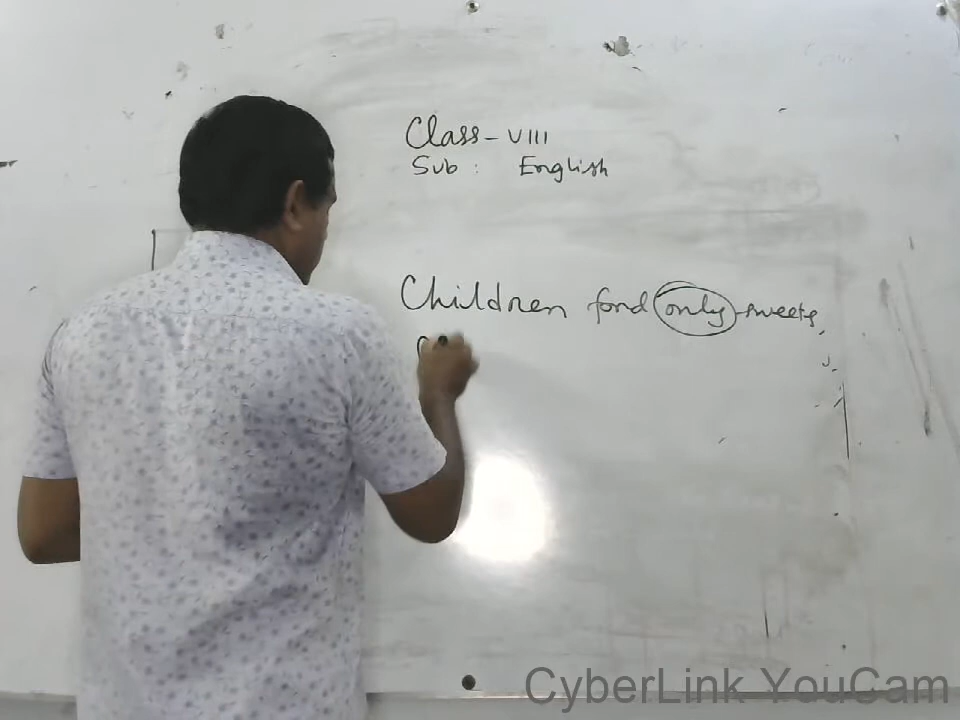 Class - VIII
Sub : English
Children fond only sweets
C
CyberLink YouCam